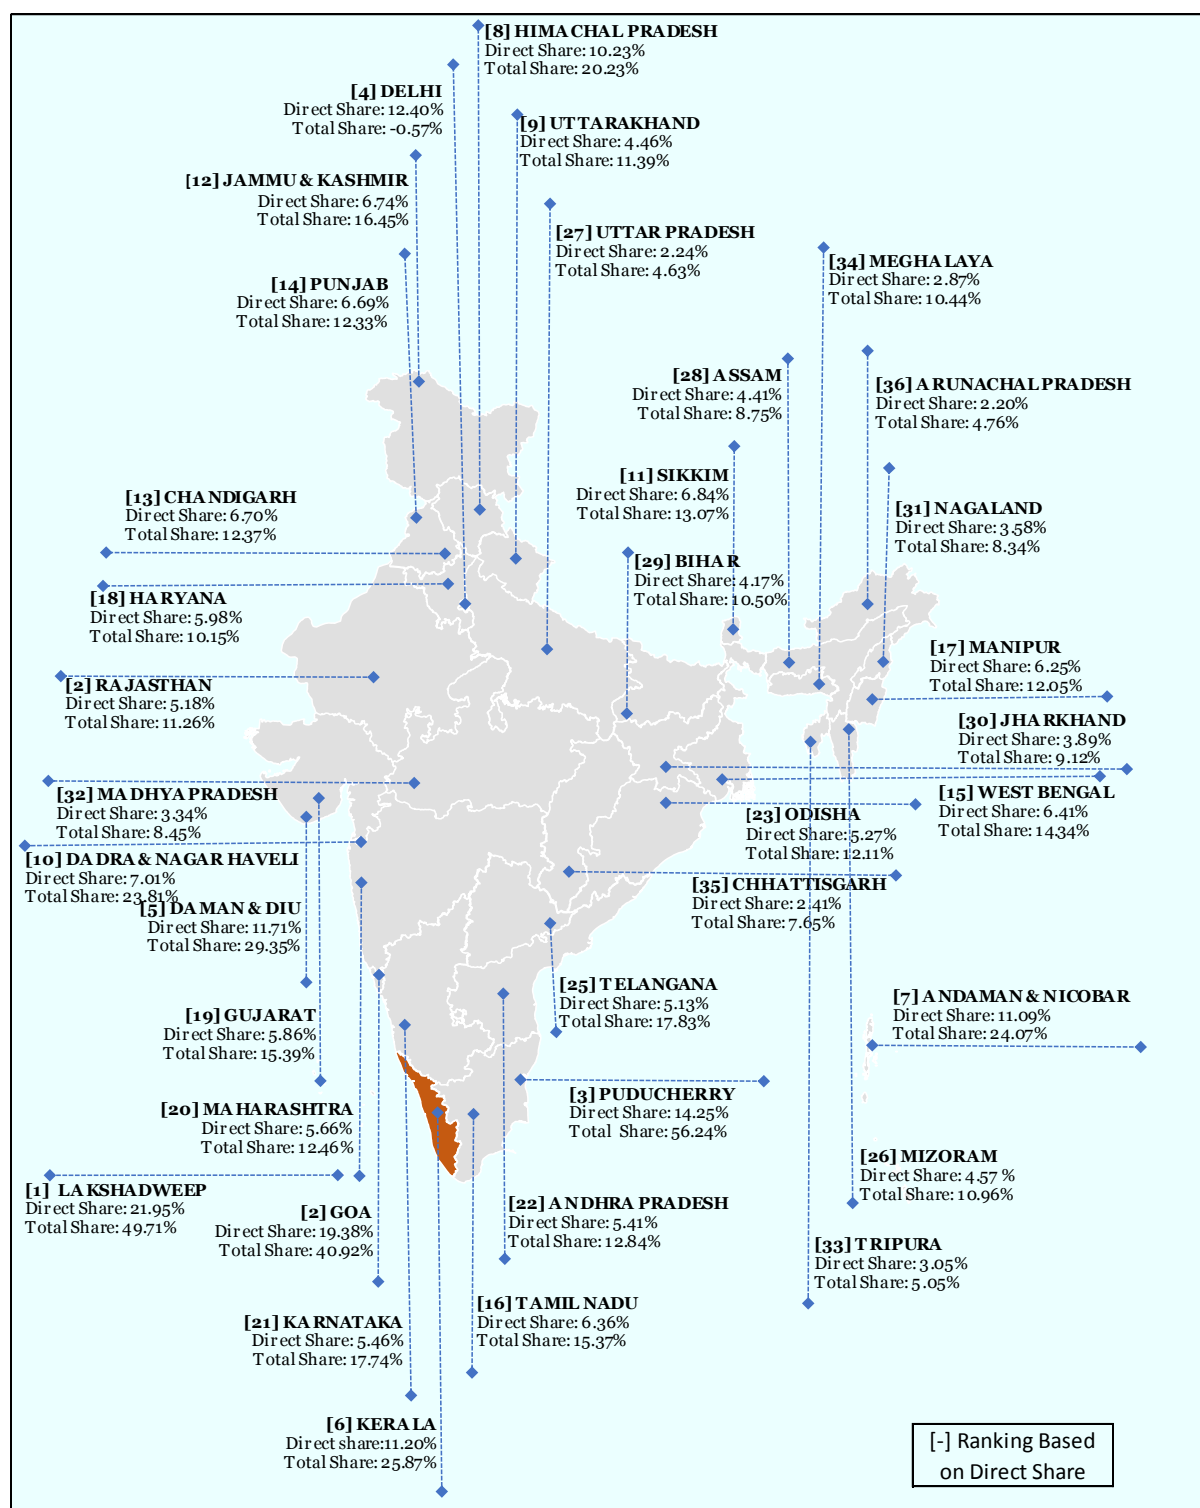 [8] HIMACHAL PRADESH
Direct Share: 10.23%
Total Share: 20.23%
[4] DELHI
Direct Share: 12.40%
Total Share: -0.57%
[9] UTTARAKHAND
Direct Share: 4.46%
Total Share: 11.39%
[12] JAMMU & KASHMIR
Direct Share: 6.74%
Total Share: 16.45%
[27] UTTAR PRADESH
Direct Share: 2.24%
Total Share: 4.63%
[34] MEGHALAYA
Direct Share: 2.87%
Total Share: 10.44%
[14] PUNJAB
Direct Share: 6.69%
Total Share: 12.33%
[28] ASSAM
Direct Share: 4.41%
Total Share: 8.75%
[36] ARUNACHAL PRADESH
Direct Share: 2.20%
Total Share: 4.76%
[11] SIKKIM
Direct Share: 6.84%
Total Share: 13.07%
[13] CHANDIGARH
Direct Share: 6.70%
Total Share: 12.37%
[31] NAGALAND
Direct Share: 3.58%
Total Share: 8.34%
[29] BIHAR
Direct Share: 4.17%
Total Share: 10.50%
[18] HARYANA
Direct Share: 5.98%
Total Share: 10.15%
[17] MANIPUR
Direct Share: 6.25%
Total Share: 12.05%
[2] RAJASTHAN
Direct Share: 5.18%
Total Share: 11.26%
[30] JHARKHAND
Direct Share: 3.89%
Total Share: 9.12%
[32] MADHYA PRADESH
Direct Share: 3.34%
Total Share: 8.45%
[15] WEST BENGAL
Direct Share: 6.41%
Total Share: 14.34%
[23] ODISHA
Direct Share: 5.27%
Total Share: 12.11%
[10] DADRA & NAGAR HAVELI
Direct Share: 7.01%
Total Share: 23.81%
[35] CHHATTISGARH
Direct Share: 2.41%
Total Share: 7.65%
[5] DAMAN & DIU
Direct Share: 11.71%
Total Share: 29.35%
[25] TELANGANA
Direct Share: 5.13%
Total Share: 17.83%
[7] ANDAMAN & NICOBAR
Direct Share: 11.09%
Total Share: 24.07%
[19] GUJARAT
Direct Share: 5.86%
Total Share: 15.39%
[3] PUDUCHERRY
Direct Share: 14.25%
Total Share: 56.24%
[20] MAHARASHTRA
Direct Share: 5.66%
Total Share: 12.46%
[26] MIZORAM
Direct Share: 4.57 %
Total Share: 10.96%
[1] LAKSHADWEEP
Direct Share: 21.95%
Total Share: 49.71%
[2] GOA
Direct Share: 19.38%
Total Share: 40.92%
[22] ANDHRA PRADESH
Direct Share: 5.41%
Total Share: 12.84%
[33] TRIPURA
Direct Share: 3.05%
Total Share: 5.05%
[16] TAMIL NADU
Direct Share: 6.36%
Total Share: 15.37%
[21] KARNATAKA
Direct Share: 5.46%
Total Share: 17.74%
[6] KERALA
Direct share:11.20%
Total Share: 25.87%
[-] Ranking Based
on Direct Share